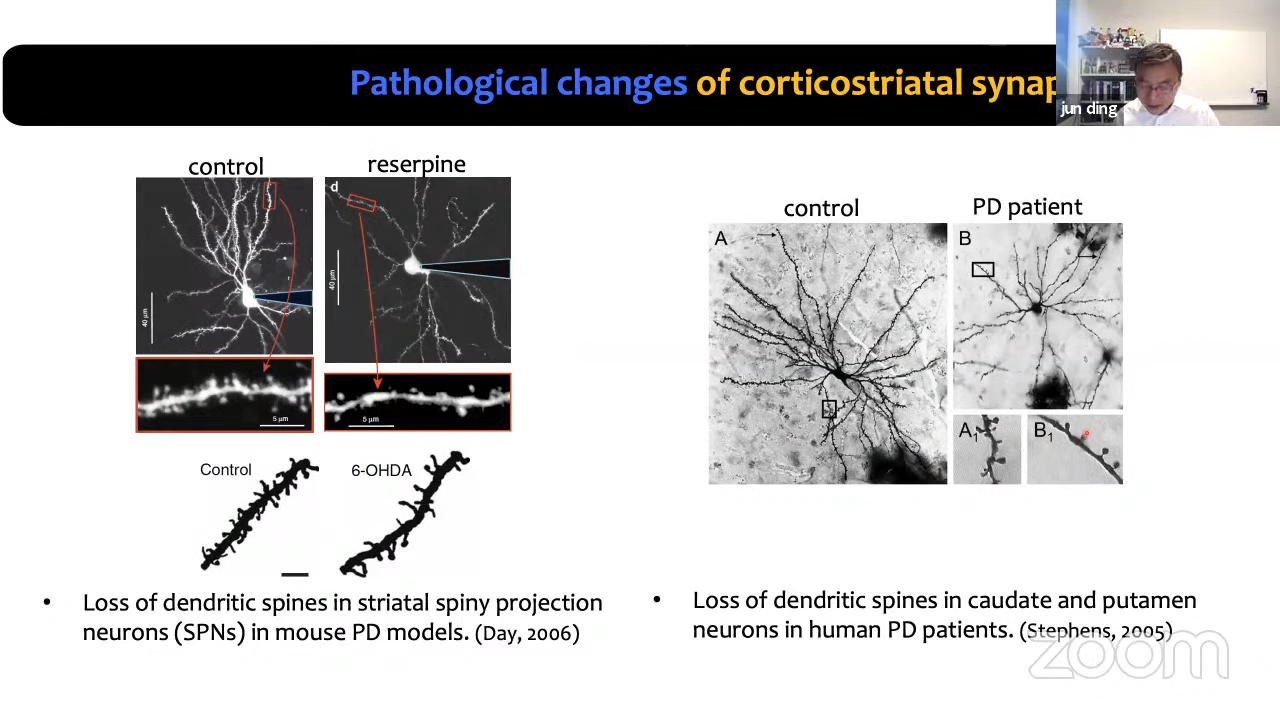 Pathological changes of corticostriatal synap
jun ding
control
reserpine
d
40 µm
40 µm
5 µm
5 µm
Control
6-OHDA
control
PD patient
A
B
A1
B1
• Loss of dendritic spines in striatal spiny projection
neurons (SPNs) in mouse PD models. (Day, 2006)
• Loss of dendritic spines in caudate and putamen
neurons in human PD patients. (Stephens, 2005)
zoom